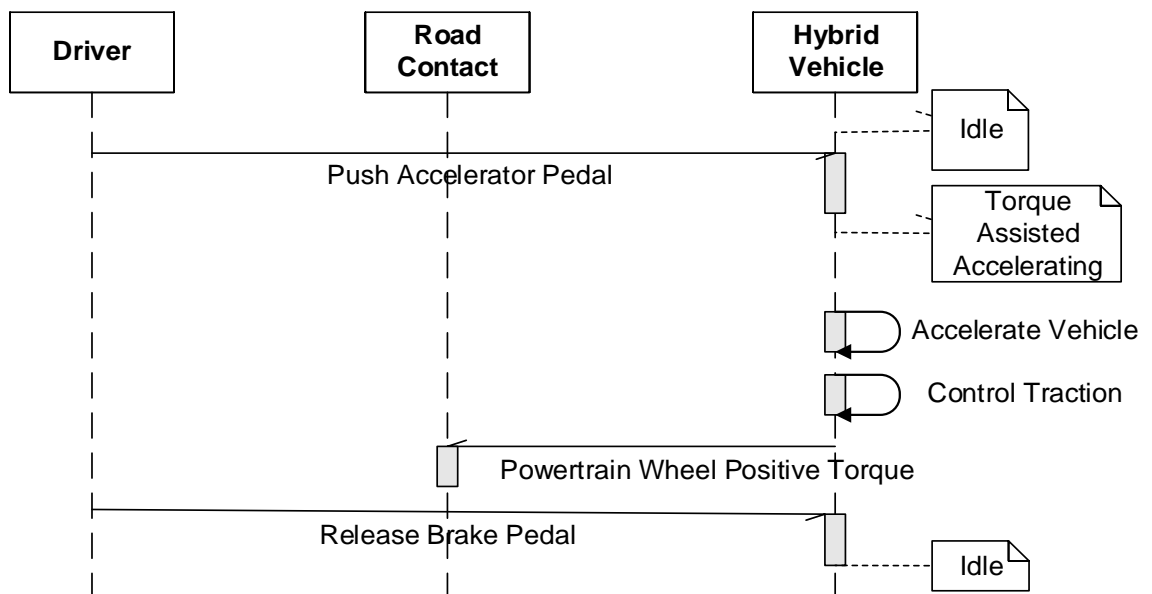 Driver
Road
Contact
Hybrid
Vehicle
Idle
Push Accelerator Pedal
Torque
Assisted
Accelerating
Accelerate Vehicle
Control Traction
Powertrain Wheel Positive Torque
Release Brake Pedal
Idle